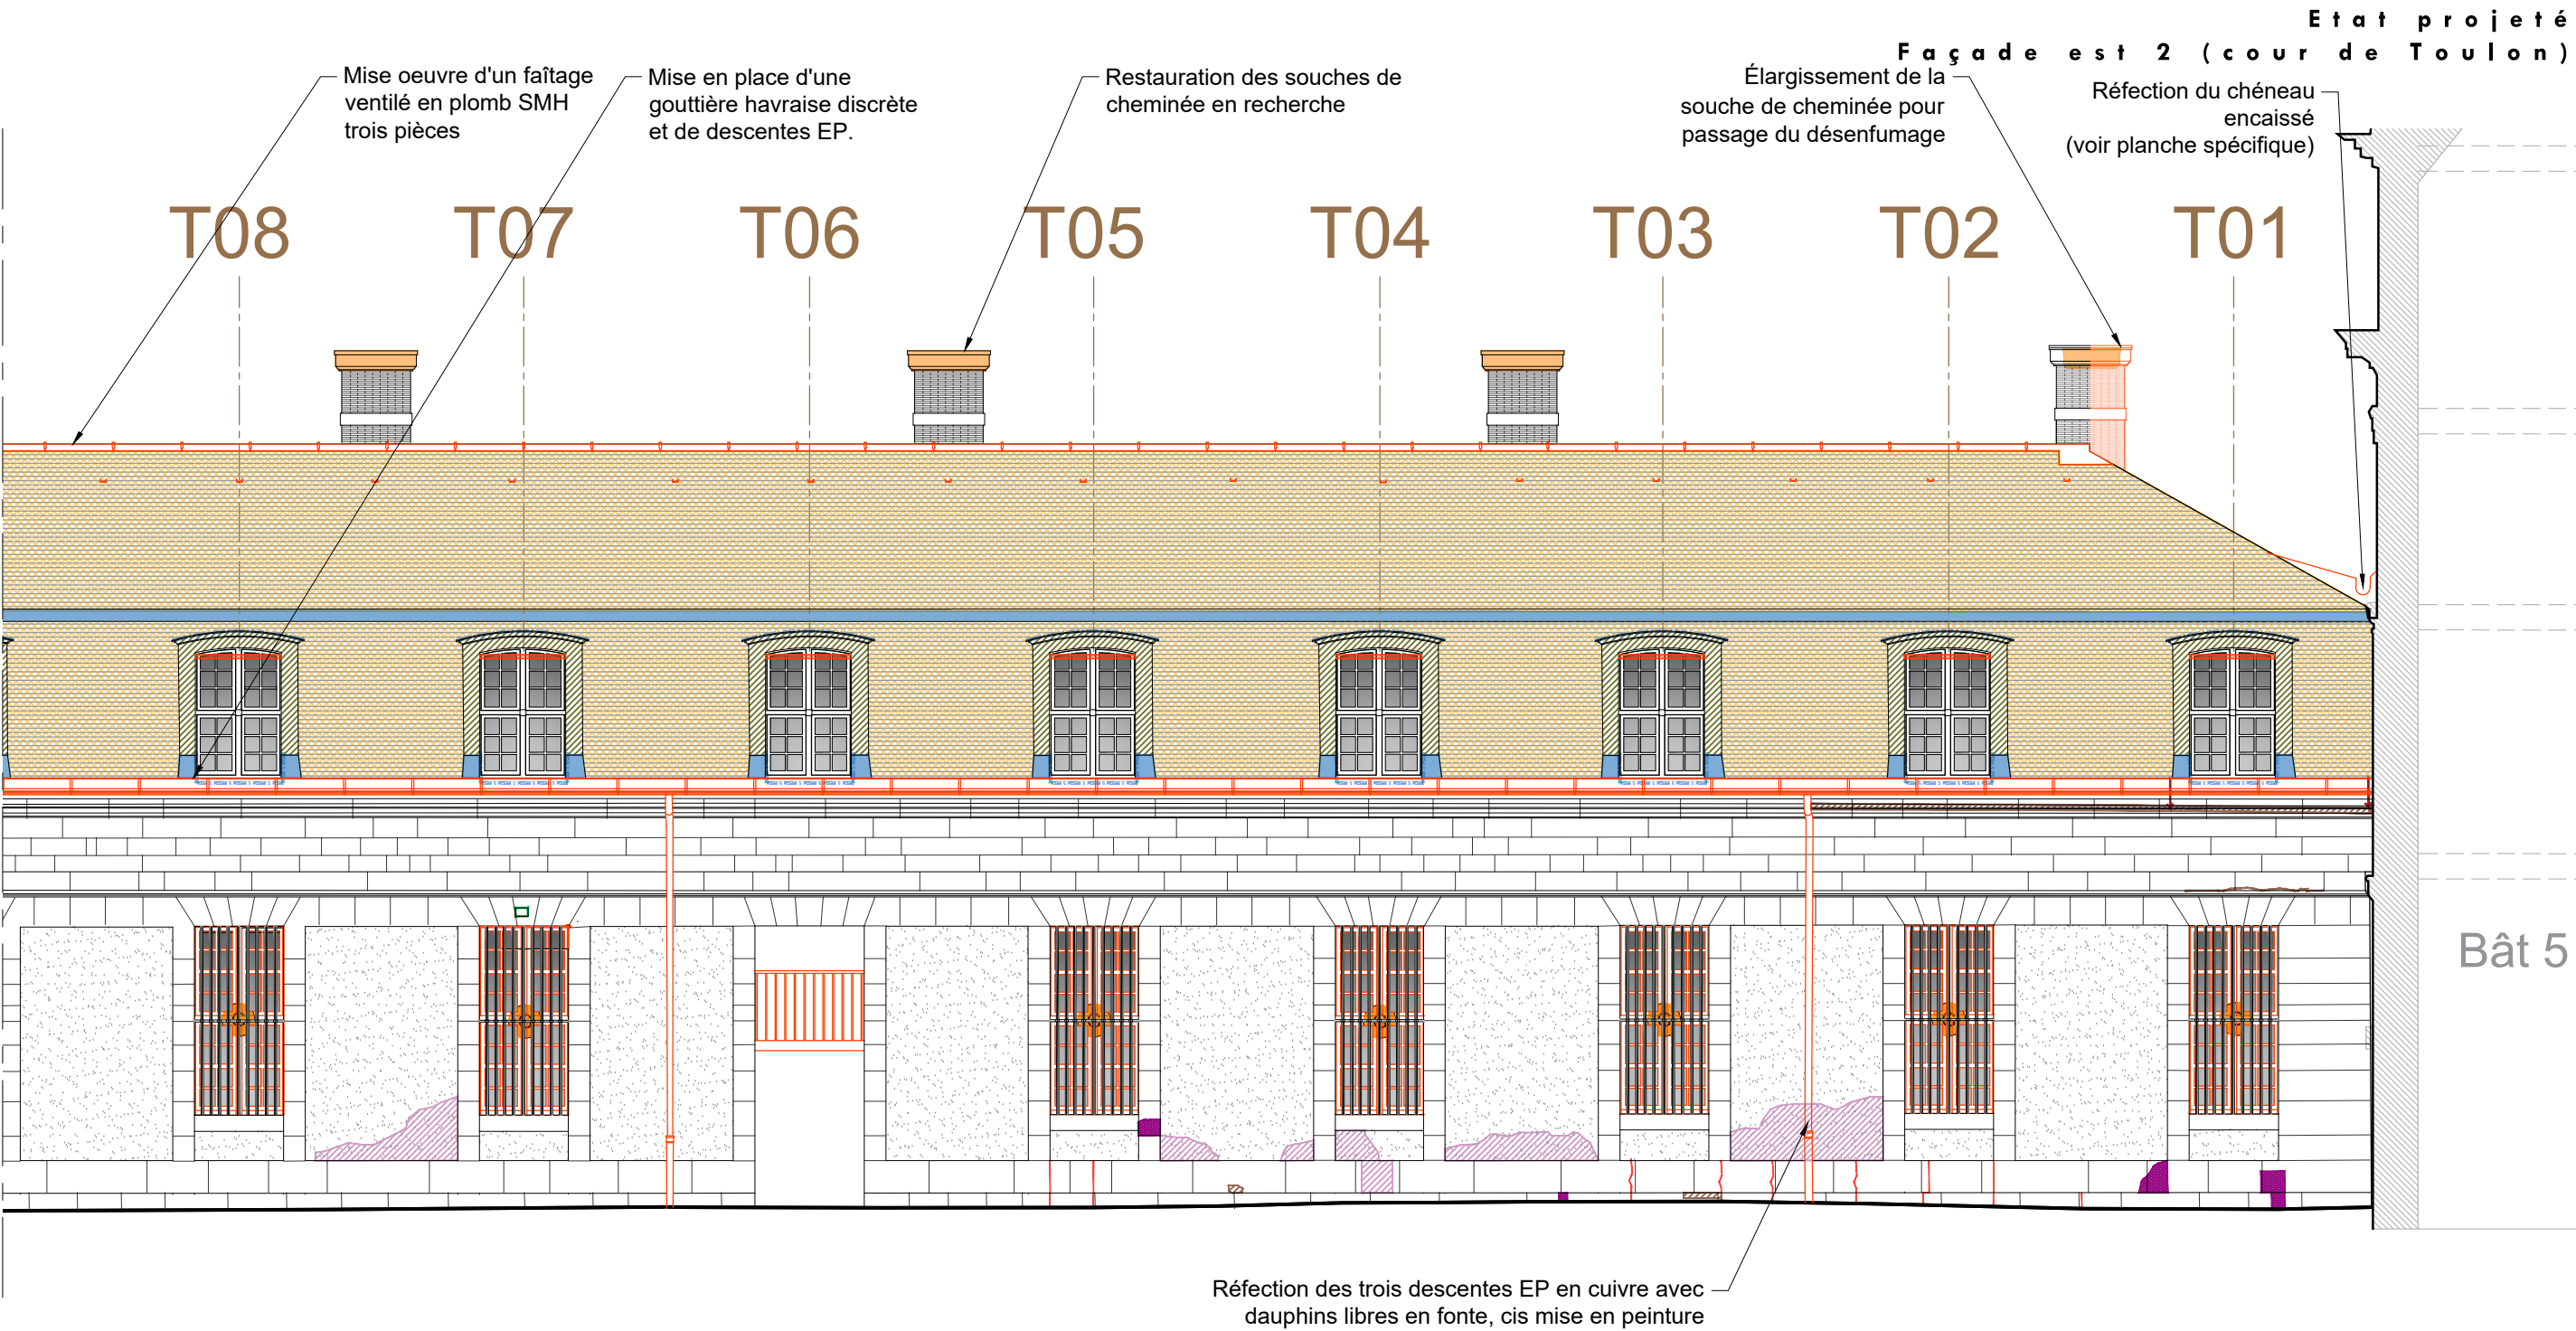 Etat projeté
Façade est 2 (cour de Toulon)
Mise oeuvre d'un faîtage
ventilé en plomb SMH
trois pièces
Mise en place d'une
gouttière havraise discrète
et de descentes EP.
Restauration des souches de
cheminée en recherche
Élargissement de la
souche de cheminée pour
passage du désenfumage
Réfection du chéneau
encaissé
(voir planche spécifique)
T08 T07 T06 T05 T04 T03 T02 T01
Bât 5
Réfection des trois descentes EP en cuivre avec
dauphins libres en fonte, cis mise en peinture